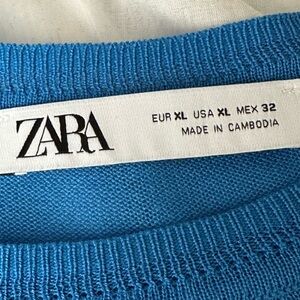 ZARA
EUR XL USA XL MEX 32
MADE IN CAMBODIA